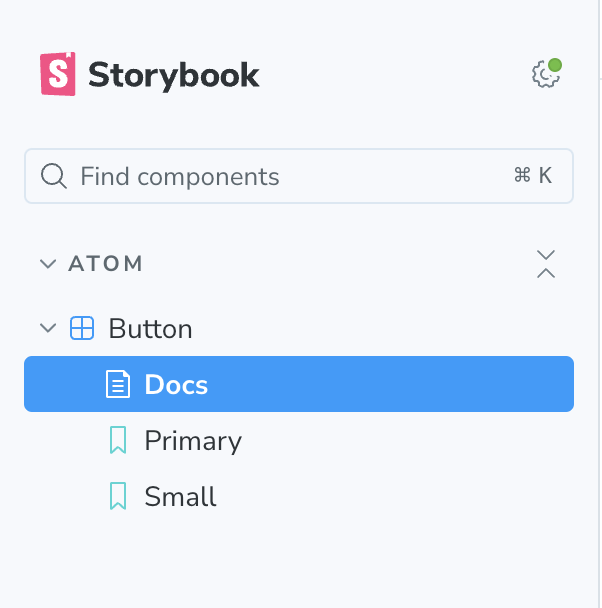 Storybook
Find components ⌘ K
ATOM
Button
Docs
Primary
Small